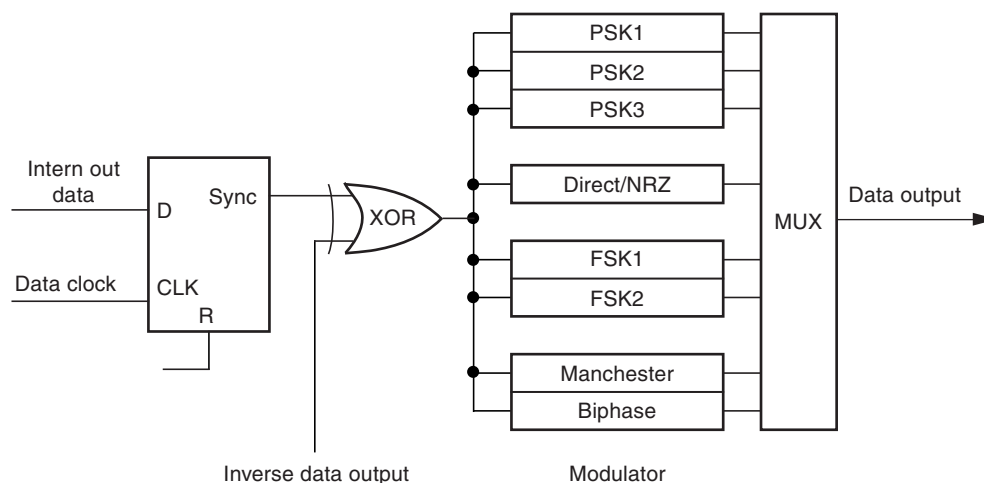 Intern out
data
Data clock
D
Sync
CLK
R
XOR
Inverse data output
PSK1
PSK2
PSK3
Direct/NRZ
FSK1
FSK2
Manchester
Biphase
Modulator
MUX
Data output